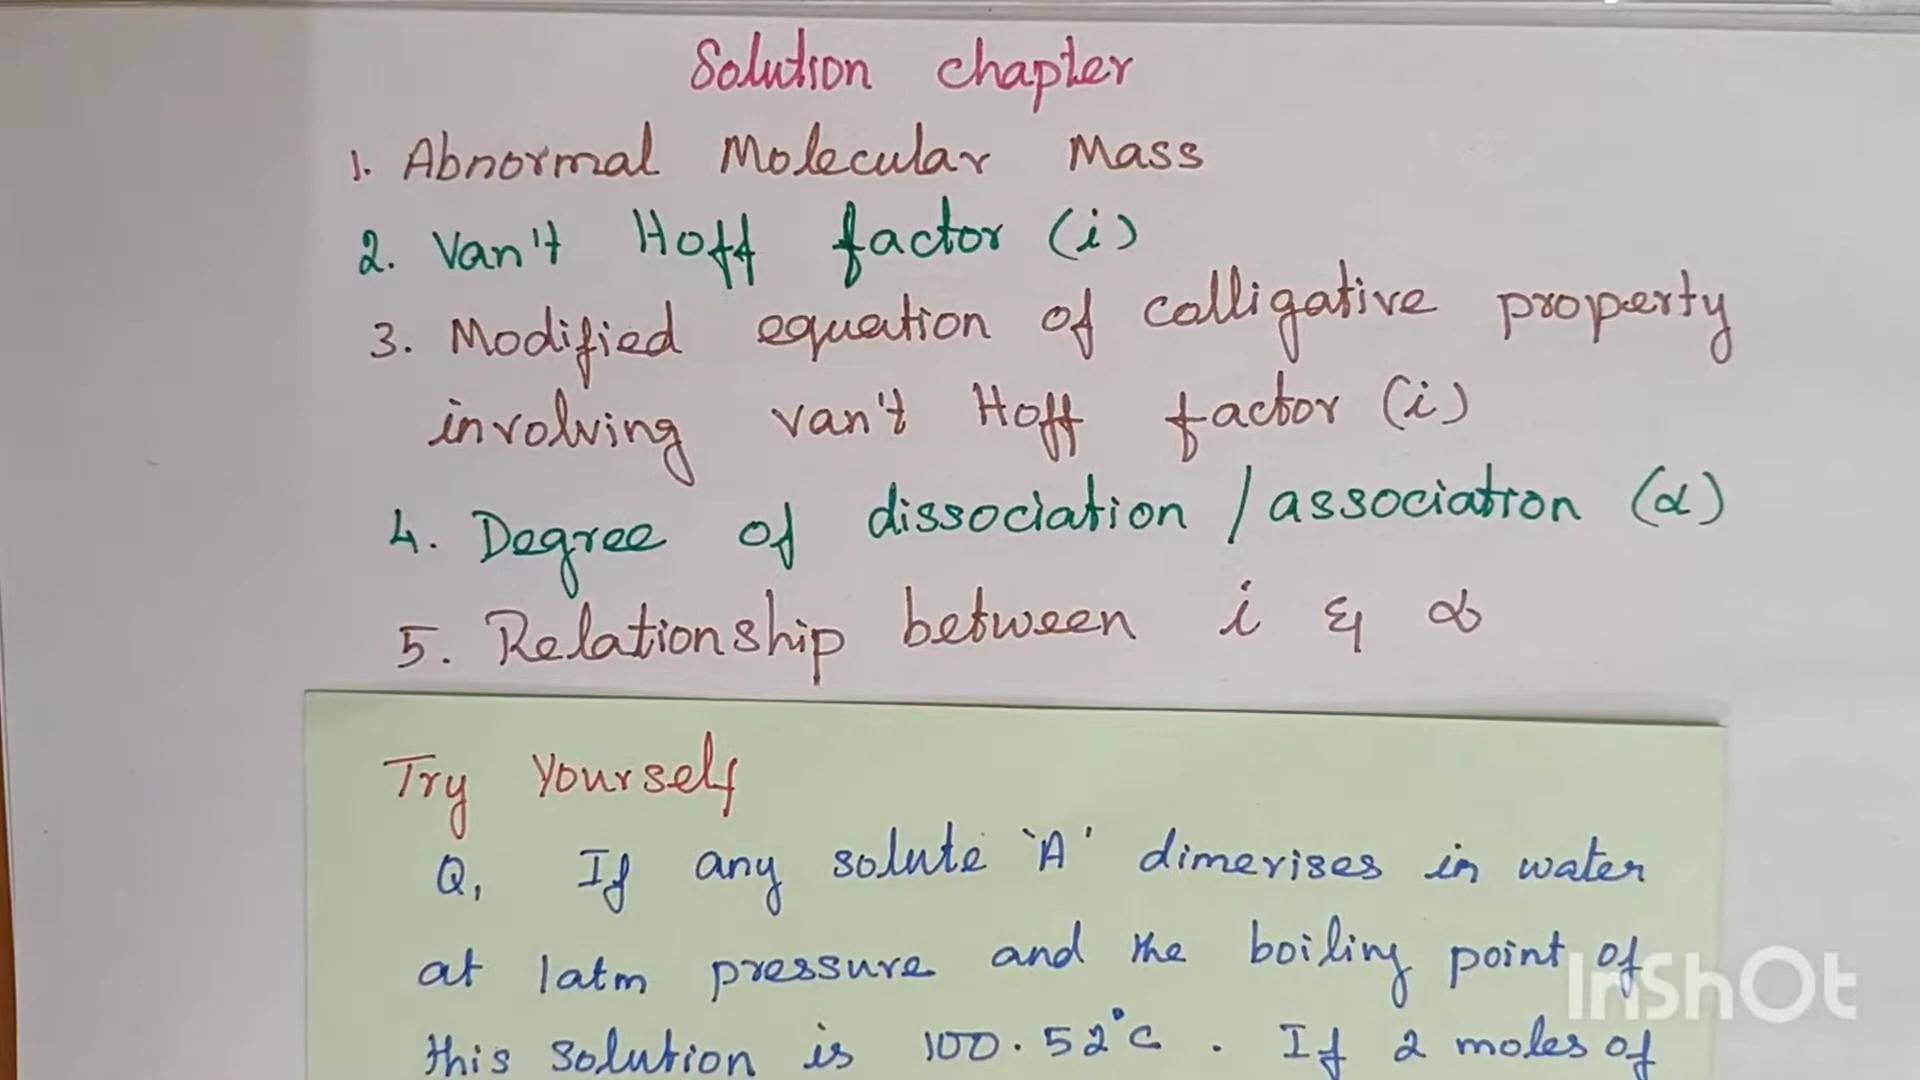 Solution chapter
1. Abnormal Molecular Mass
2. Van't Hoff factor (i)
3. Modified equation of colligative property
involving van't Hoff factor (i)
4. Degree of dissociation / association (α)
5. Relationship between i & α
Try Yourself
Q, If any solute 'A' dimerises in water
at 1atm pressure and the boiling point of
this solution is 100.52°C. If 2 moles of
InShOt